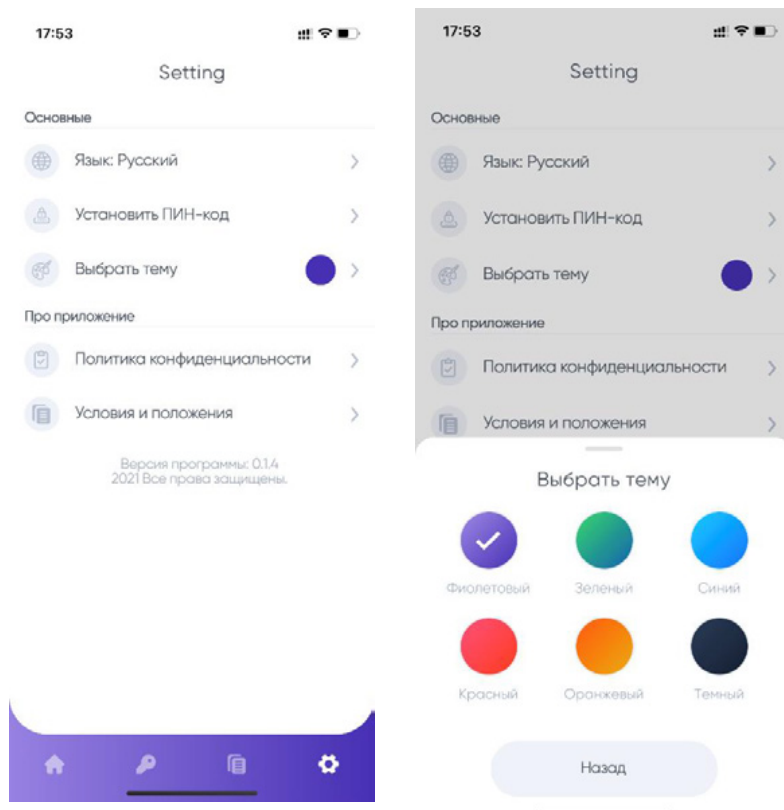 17:53
Setting
Основные
Язык: Русский
Установить ПИН-код
Выбрать тему
Про приложение
Политика конфиденциальности
Условия и положения
Версия программы: 0.1.4
2021 Все права защищены.
17:53
Setting
Основные
Язык: Русский
Установить ПИН-код
Выбрать тему
Про приложение
Политика конфиденциальности
Условия и положения
Выбрать тему
Фиолетовый Зеленый Синий
Красный Оранжевый Темный
Назад